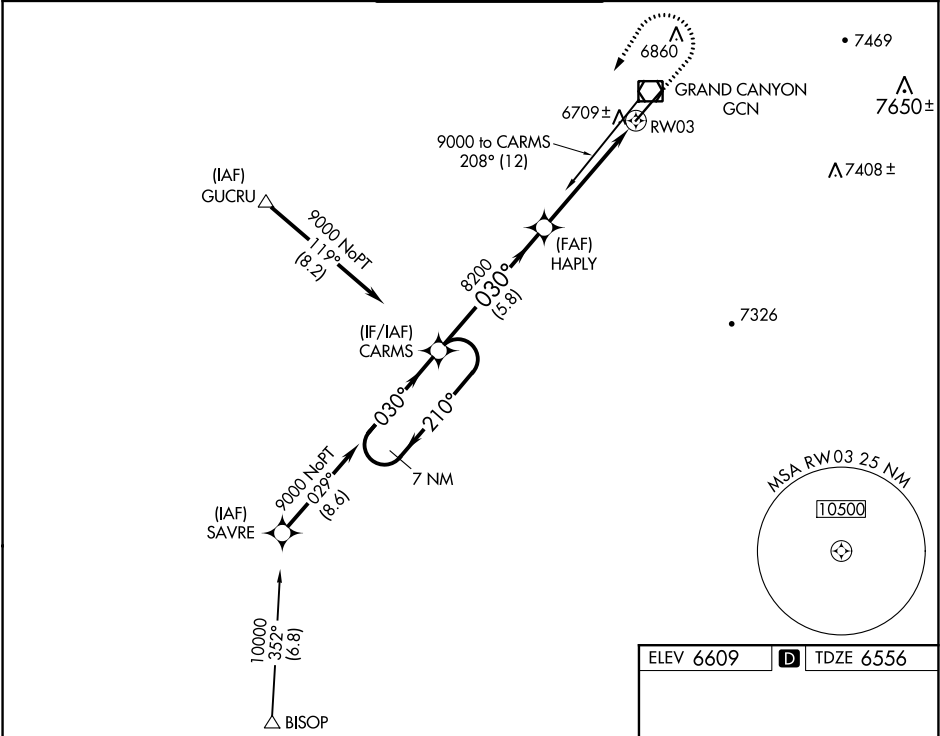 6860
7469
7650±
GRAND CANYON
GCN
6709±
RW03
9000 to CARMS
208° (12)
7408±
(IAF)
GUCRU
9000 NoPT
119°
(8.2)
(FAF)
HAPLY
8200
030°
(5.8)
7326
(IF/IAF)
CARMS
030°
210°
7 NM
9000 NoPT
029°
(8.6)
(IAF)
SAVRE
MSA RW03 25 NM
10500
10000
352°
(6.8)
BISOP
ELEV 6609 D TDZE 6556